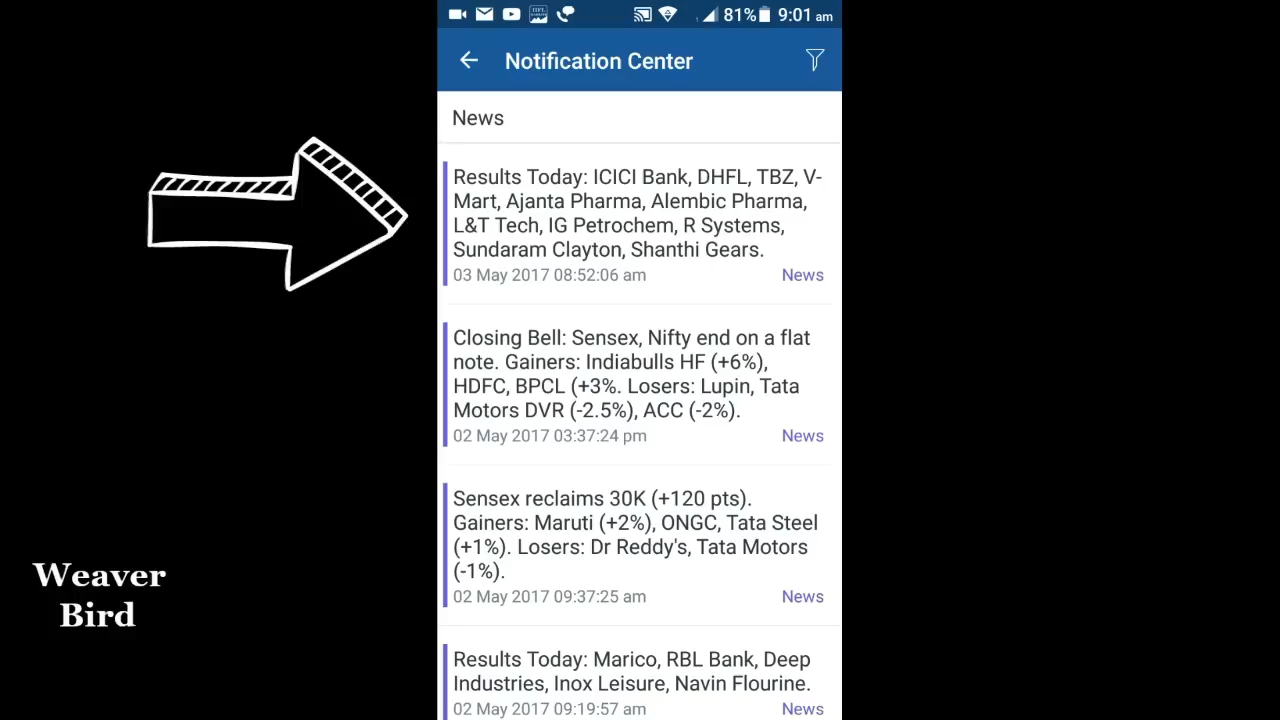 81% 9:01 am
Notification Center
News
Results Today: ICICI Bank, DHFL, TBZ, V-
Mart, Ajanta Pharma, Alembic Pharma,
L&T Tech, IG Petrochem, R Systems,
Sundaram Clayton, Shanthi Gears.
03 May 2017 08:52:06 am News
Closing Bell: Sensex, Nifty end on a flat
note. Gainers: Indiabulls HF (+6%),
HDFC, BPCL (+3%. Losers: Lupin, Tata
Motors DVR (-2.5%), ACC (-2%).
02 May 2017 03:37:24 pm News
Sensex reclaims 30K (+120 pts).
Gainers: Maruti (+2%), ONGC, Tata Steel
(+1%). Losers: Dr Reddy's, Tata Motors
(-1%).
02 May 2017 09:37:25 am News
Results Today: Marico, RBL Bank, Deep
Industries, Inox Leisure, Navin Flourine.
02 May 2017 09:19:57 am News
Weaver
Bird